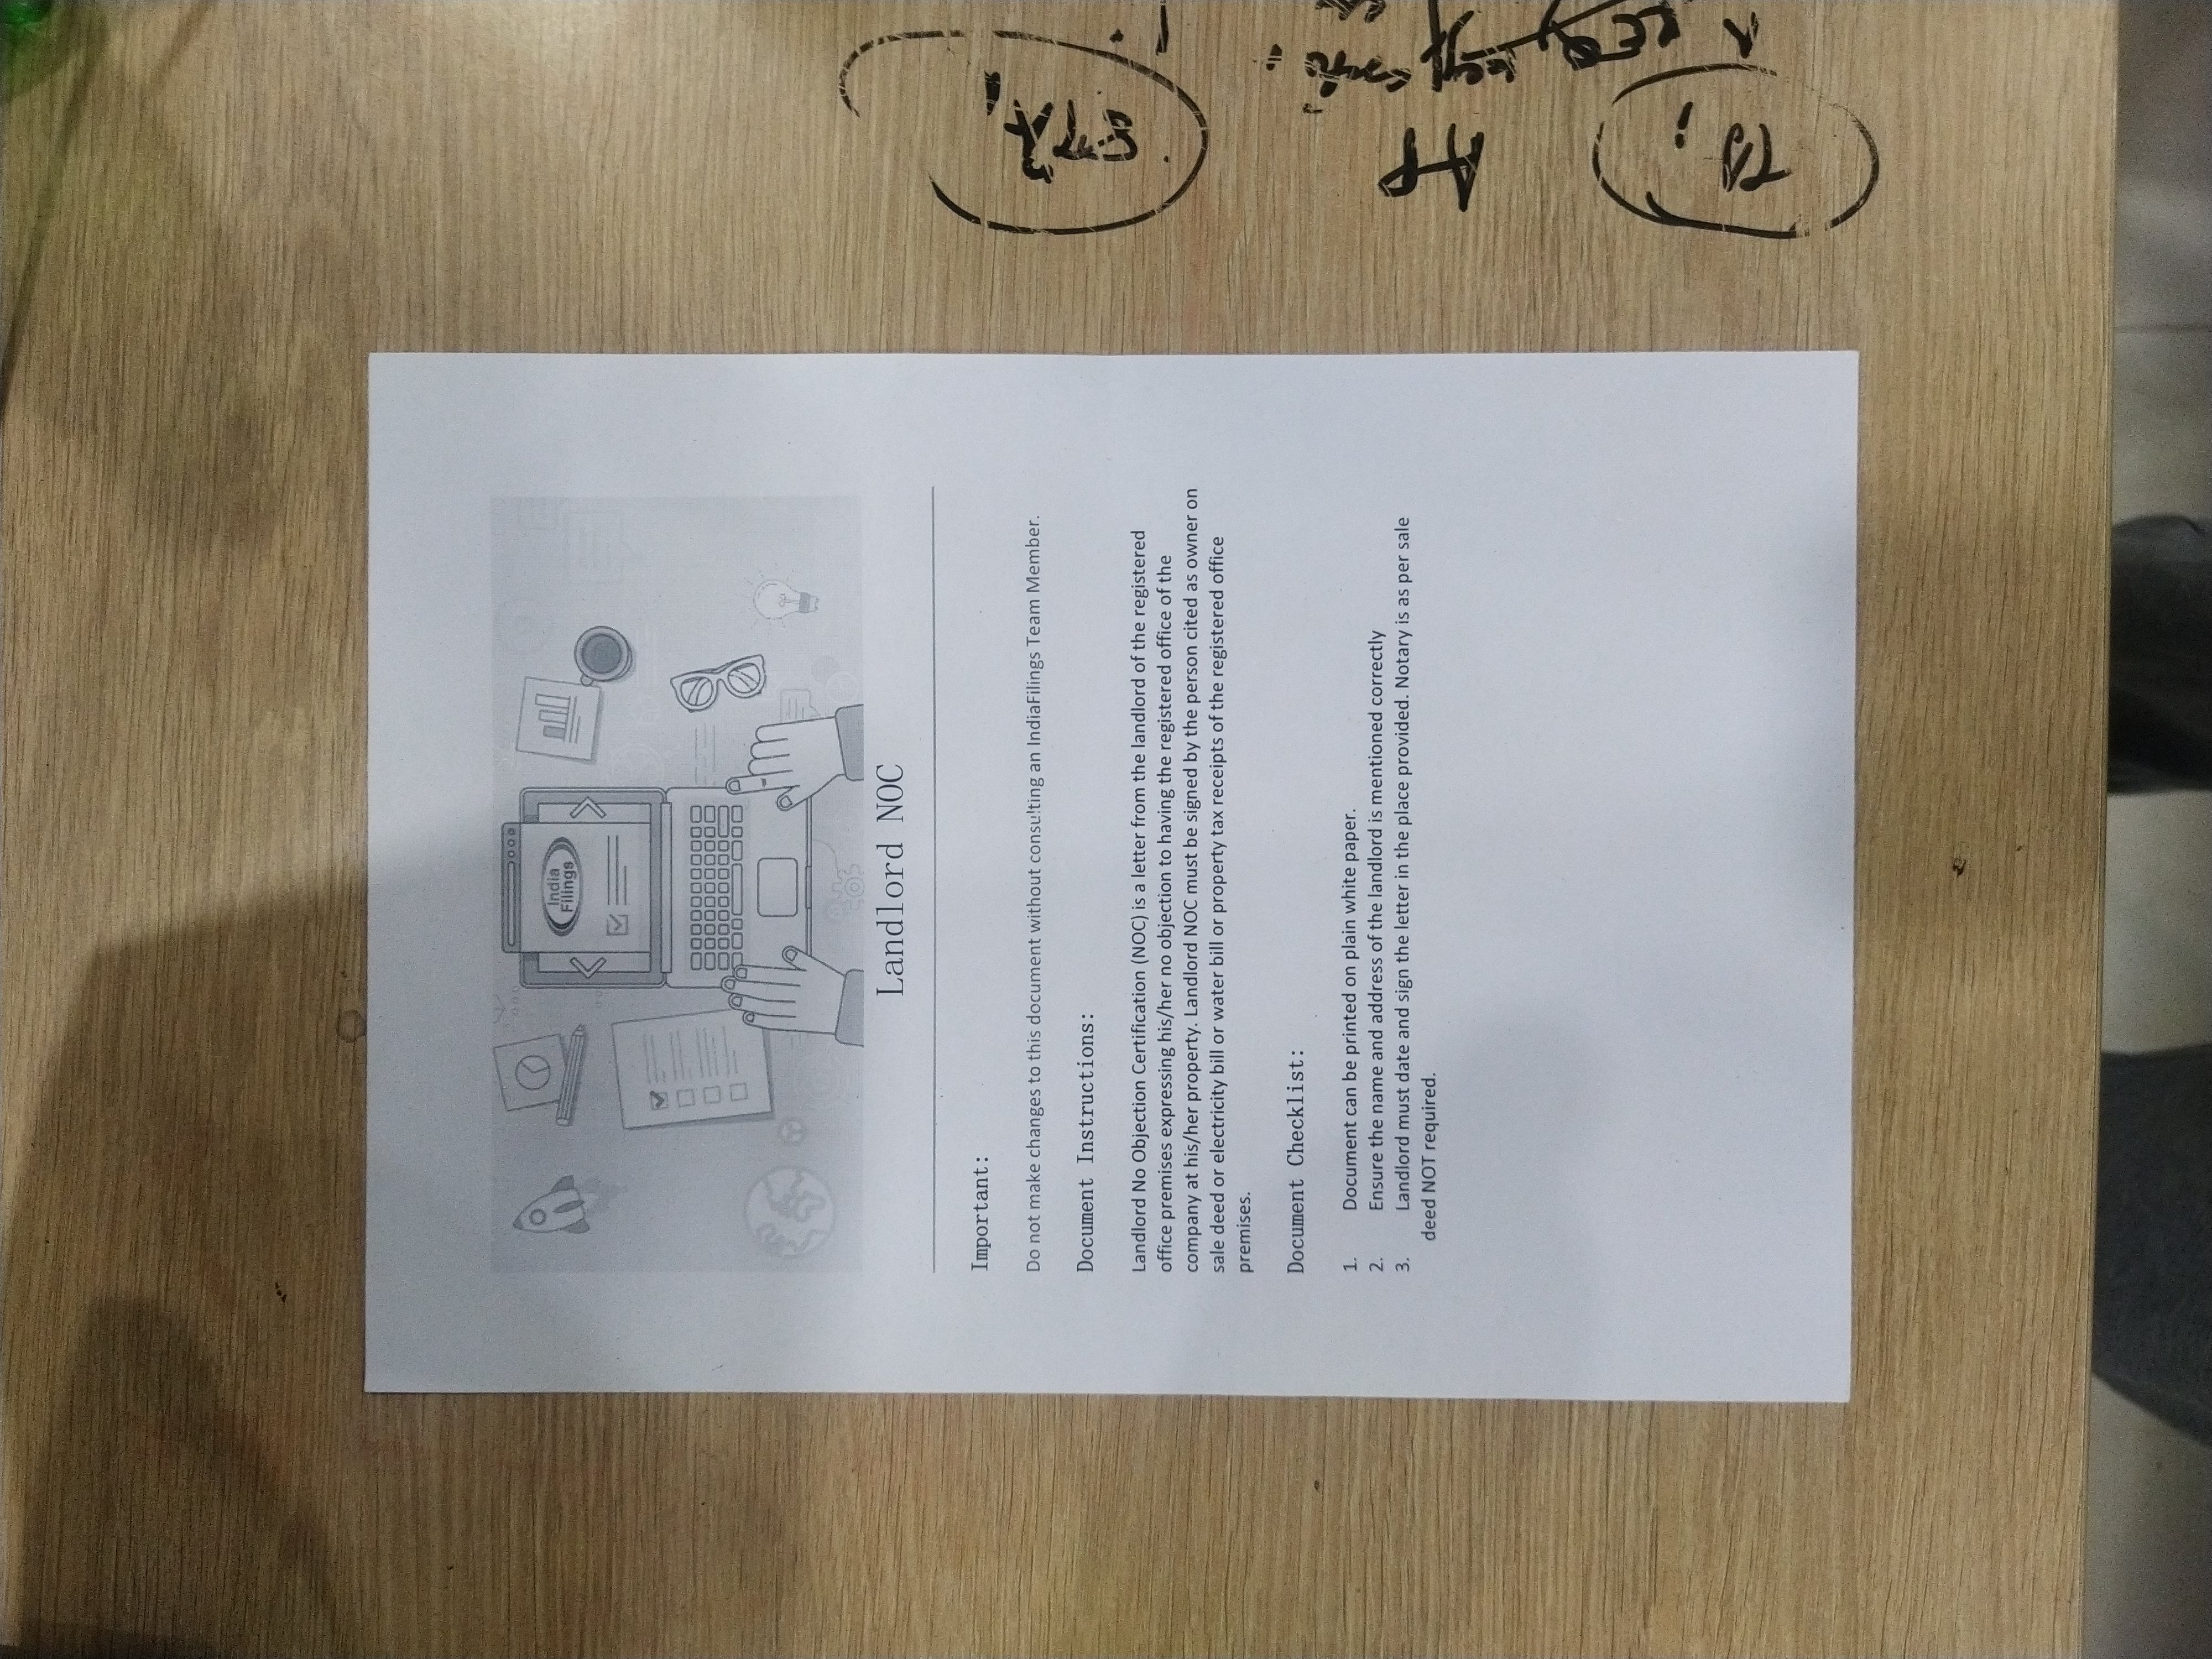 India
Filings
Landlord NOC
Important:
Do not make changes to this document without consulting an IndiaFilings Team Member.
Document Instructions:
Landlord No Objection Certification (NOC) is a letter from the landlord of the registered
office premises expressing his/her no objection to having the registered office of the
company at his/her property. Landlord NOC must be signed by the person cited as owner on
sale deed or electricity bill or water bill or property tax receipts of the registered office
premises.
Document Checklist:
1. Document can be printed on plain white paper.
2. Ensure the name and address of the landlord is mentioned correctly
3. Landlord must date and sign the letter in the place provided. Notary is as per sale
deed NOT required.
AP